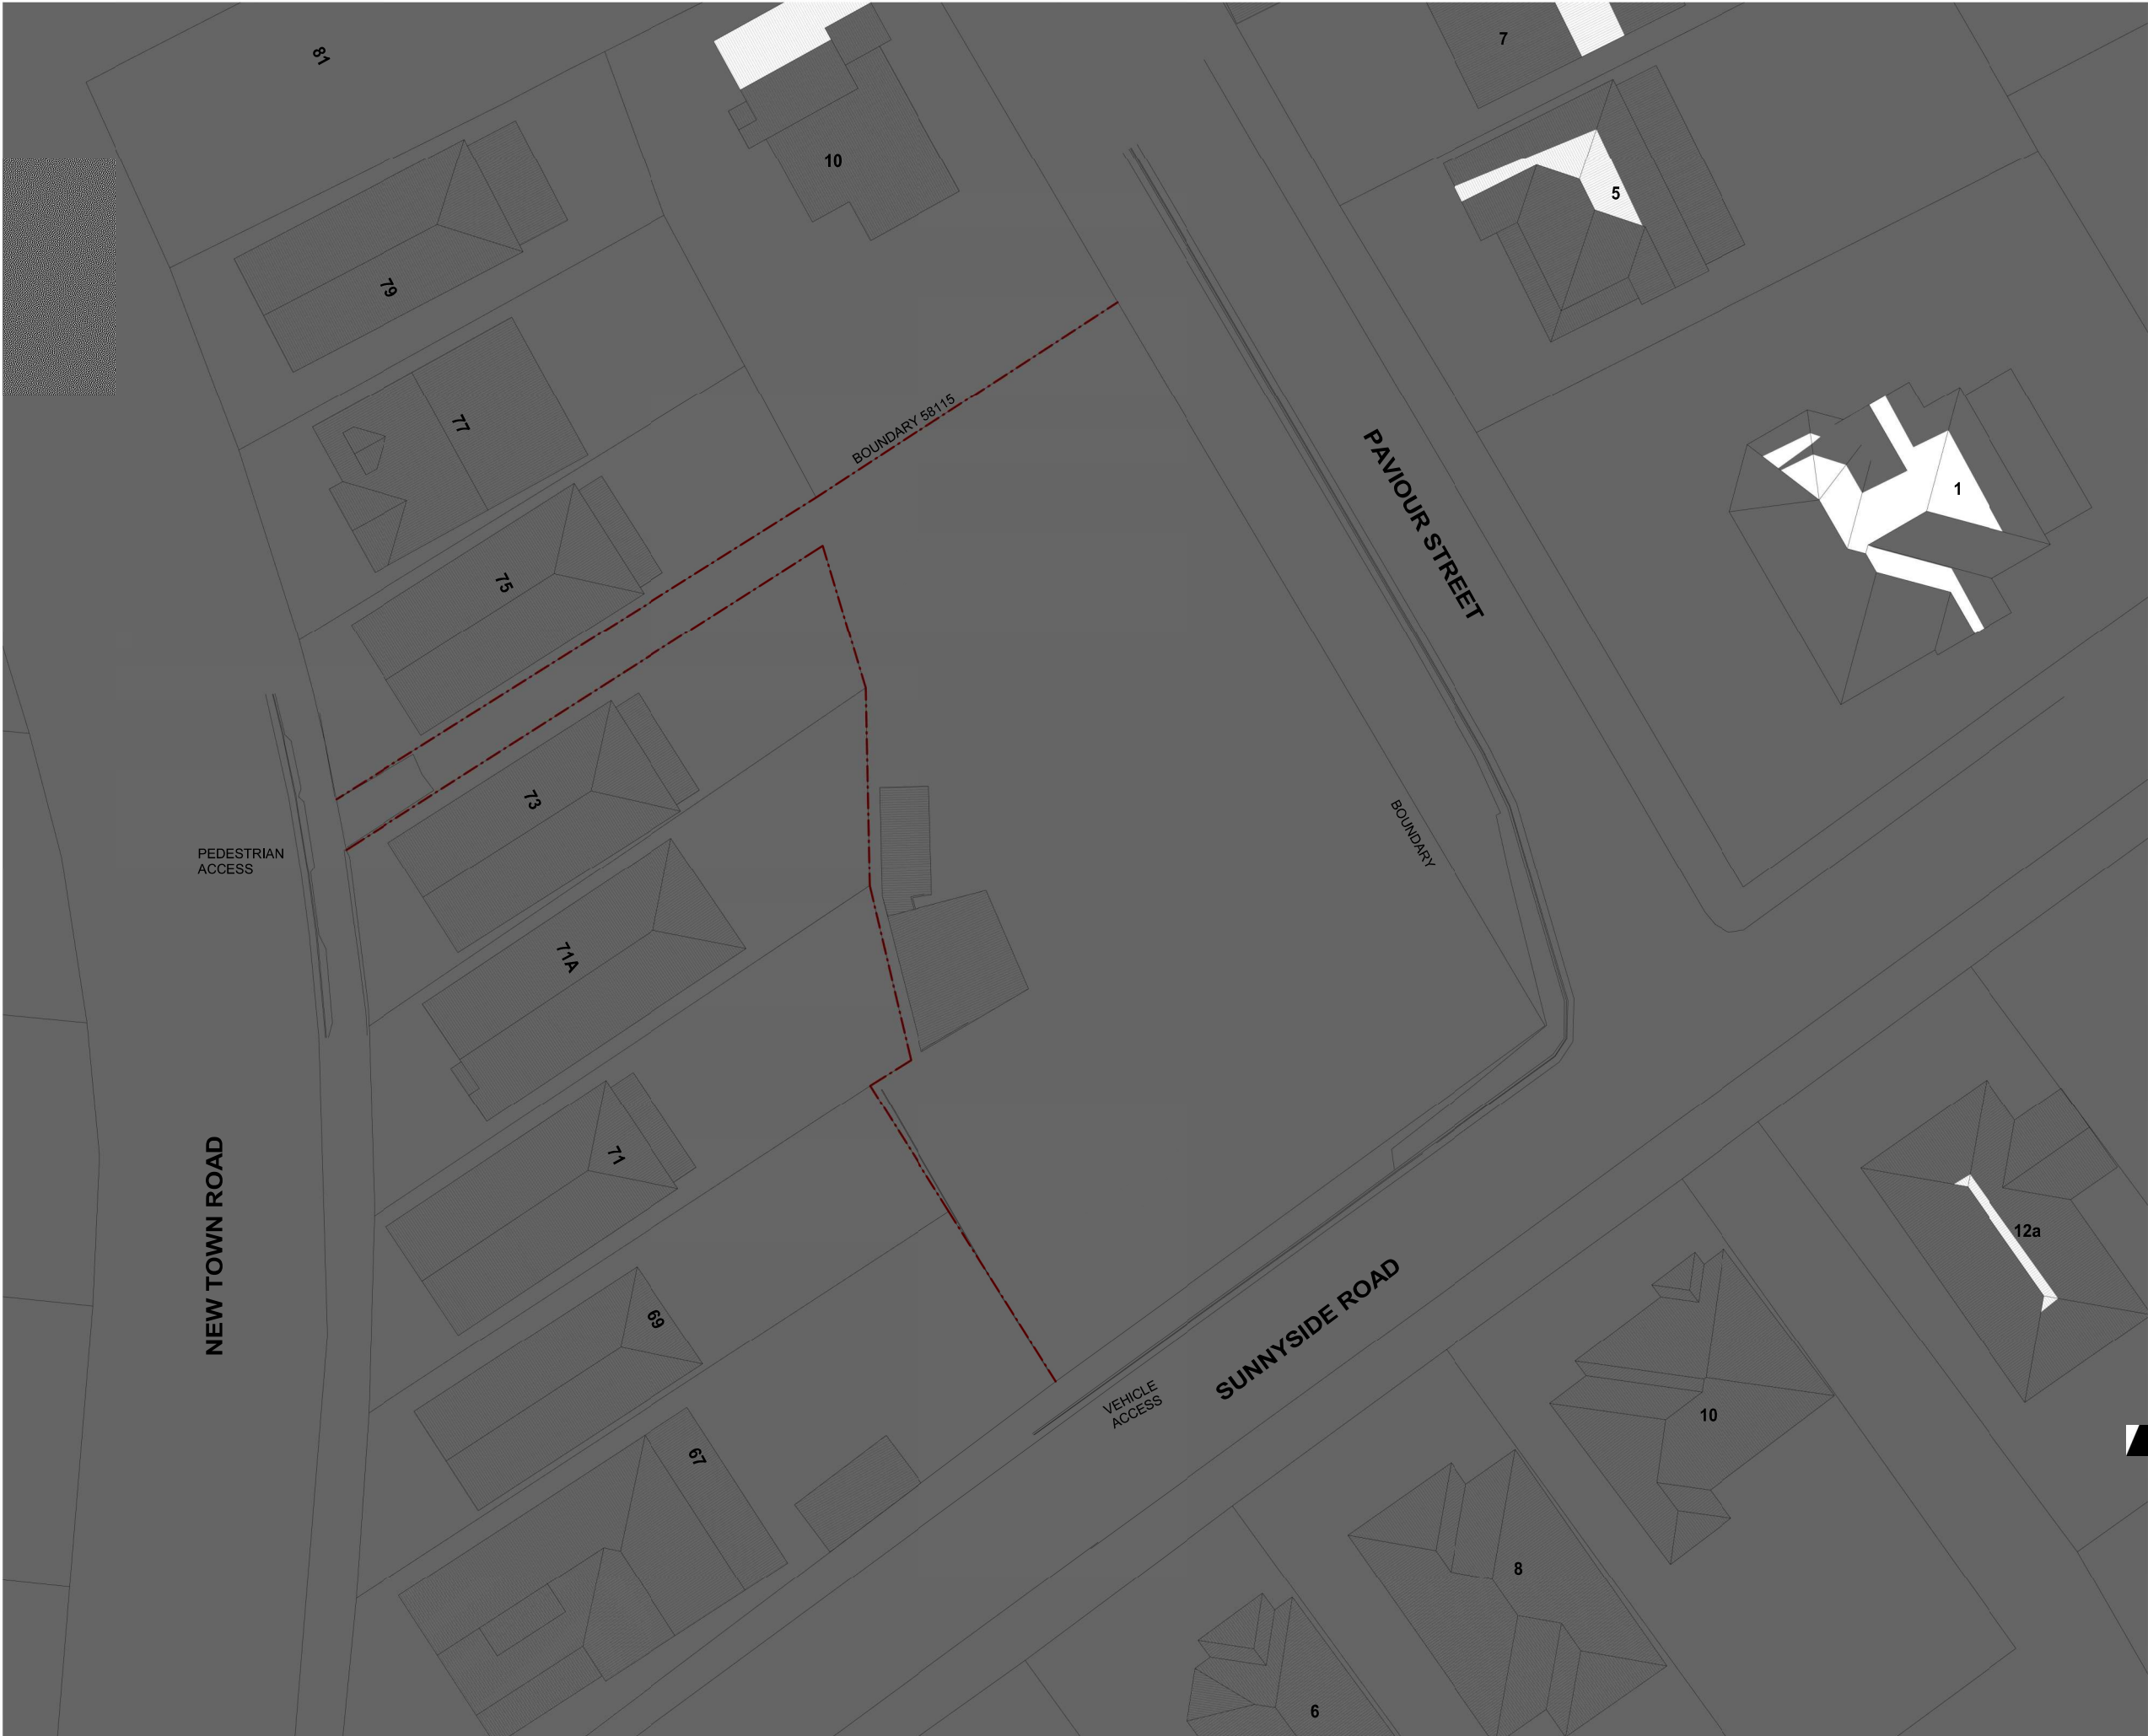 81
7
10
5
79
77
BOUNDARY 58115
PAVIOUR STREET
1
75
73
BOUNDARY
PEDESTRIAN
ACCESS
71A
71
NEW TOWN ROAD
12a
69
SUNNYSIDE ROAD
VEHICLE
ACCESS
10
67
8
6